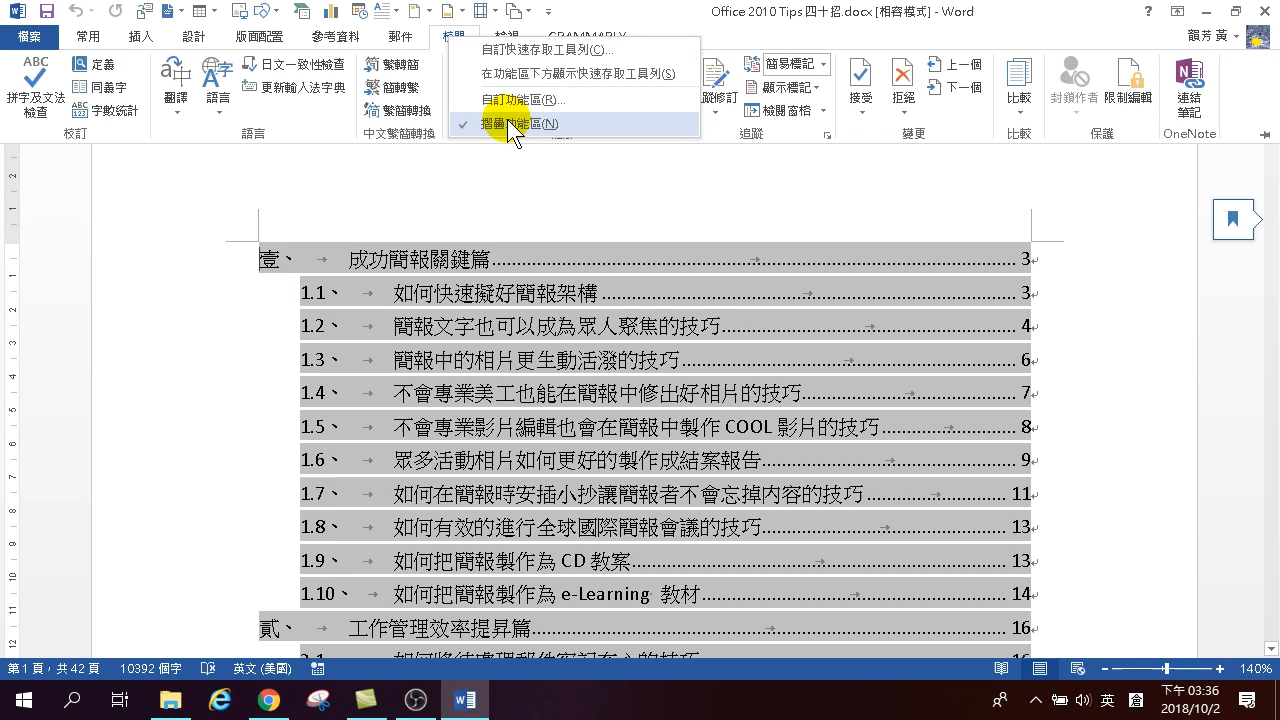 Office 2010 Tips 四十招.docx [相容模式] - Word
檔案 常用 插入 設計 版面配置 參考資料 郵件
韻芳 黃
自訂快速存取工具列(C)...
在功能區下方顯示快速存取工具列(S)
自訂功能區(R)...
摺疊功能區(N)
ABC
拼字及文法檢查
定義
同義字
字數統計
校訂
翻譯
語言
日文一致性檢查
更新輸入法字典
語言
繁轉簡
簡轉繁
繁簡轉換
中文繁簡轉換
蹤修訂
簡易標記
顯示標記
檢閱窗格
追蹤
接受
拒絕
上一個
下一個
變更
比較
比較
封鎖作者
限制編輯
保護
連結筆記
OneNote
壹、 → 成功簡報關鍵篇 3
1.1、 → 如何快速擬好簡報架構 3
1.2、 → 簡報文字也可以成為眾人聚焦的技巧 4
1.3、 → 簡報中的相片更生動活潑的技巧 6
1.4、 → 不會專業美工也能在簡報中修出好相片的技巧 7
1.5、 → 不會專業影片編輯也會在簡報中製作 COOL 影片的技巧 8
1.6、 → 眾多活動相片如何更好的製作成結案報告 9
1.7、 → 如何在簡報時安插小抄讓簡報者不會忘掉內容的技巧 11
1.8、 → 如何有效的進行全球國際簡報會議的技巧 13
1.9、 → 如何把簡報製作為 CD 教案 13
1.10、 → 如何把簡報製作為 e-Learning 教材 14
貳、 → 工作管理效率提昇篇 16
第 1 頁，共 42 頁 10392 個字 英文 (美國) 140%
英
下午 03:36
2018/10/2